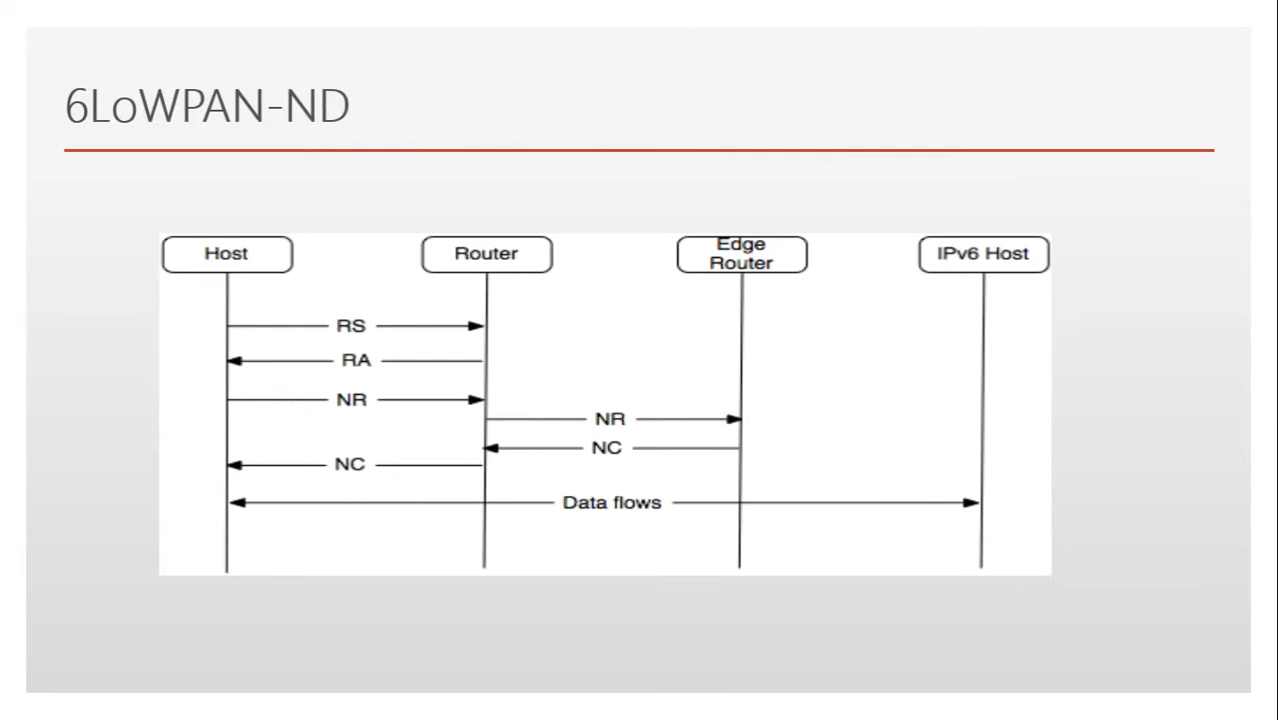 6LoWPAN-ND
Host
Router
Edge
Router
IPv6 Host
RS
RA
NR
NR
NC
NC
Data flows